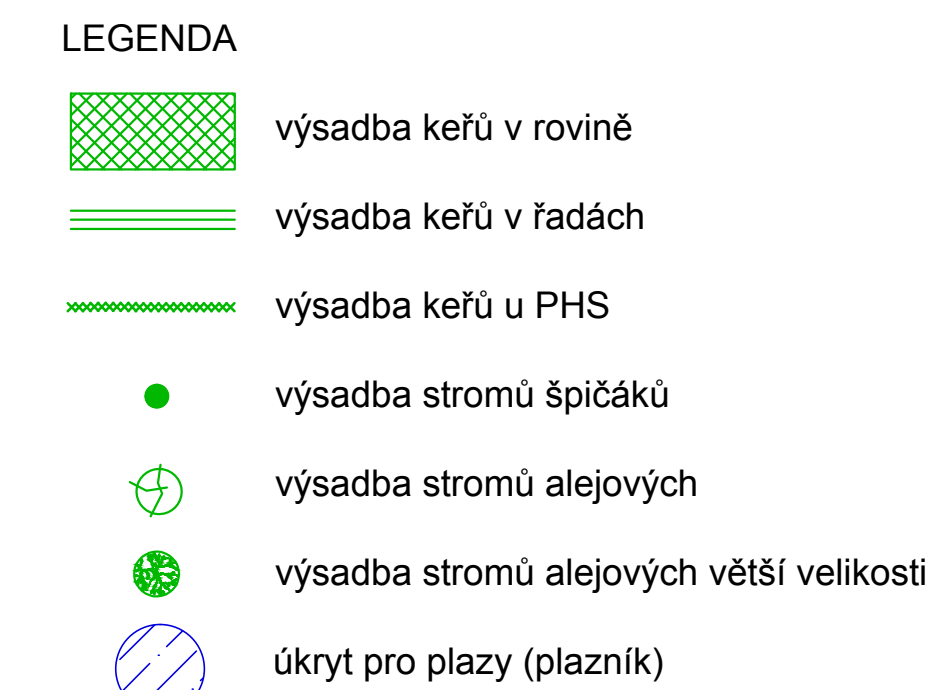 LEGENDA
výsadba keřů v rovině
výsadba keřů v řadách
výsadba keřů u PHS
výsadba stromů špičáků
výsadba stromů alejových
výsadba stromů alejových větší velikosti
úkryt pro plazy (plazník)